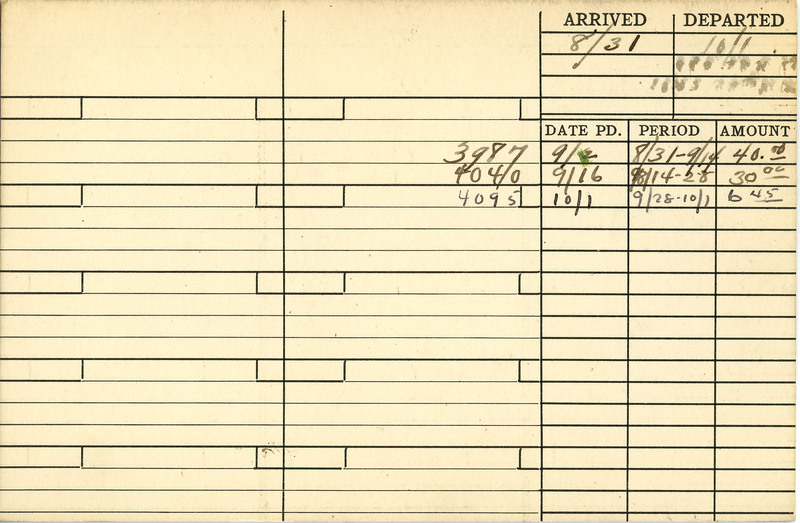 ARRIVED DEPARTED
8/31 10/1
DATE PD. PERIOD AMOUNT
3987 9/2 8/31-9/14 40.00
4040 9/16 9/14-28 30 00
4095 10/1 9/28-10/1 6 45